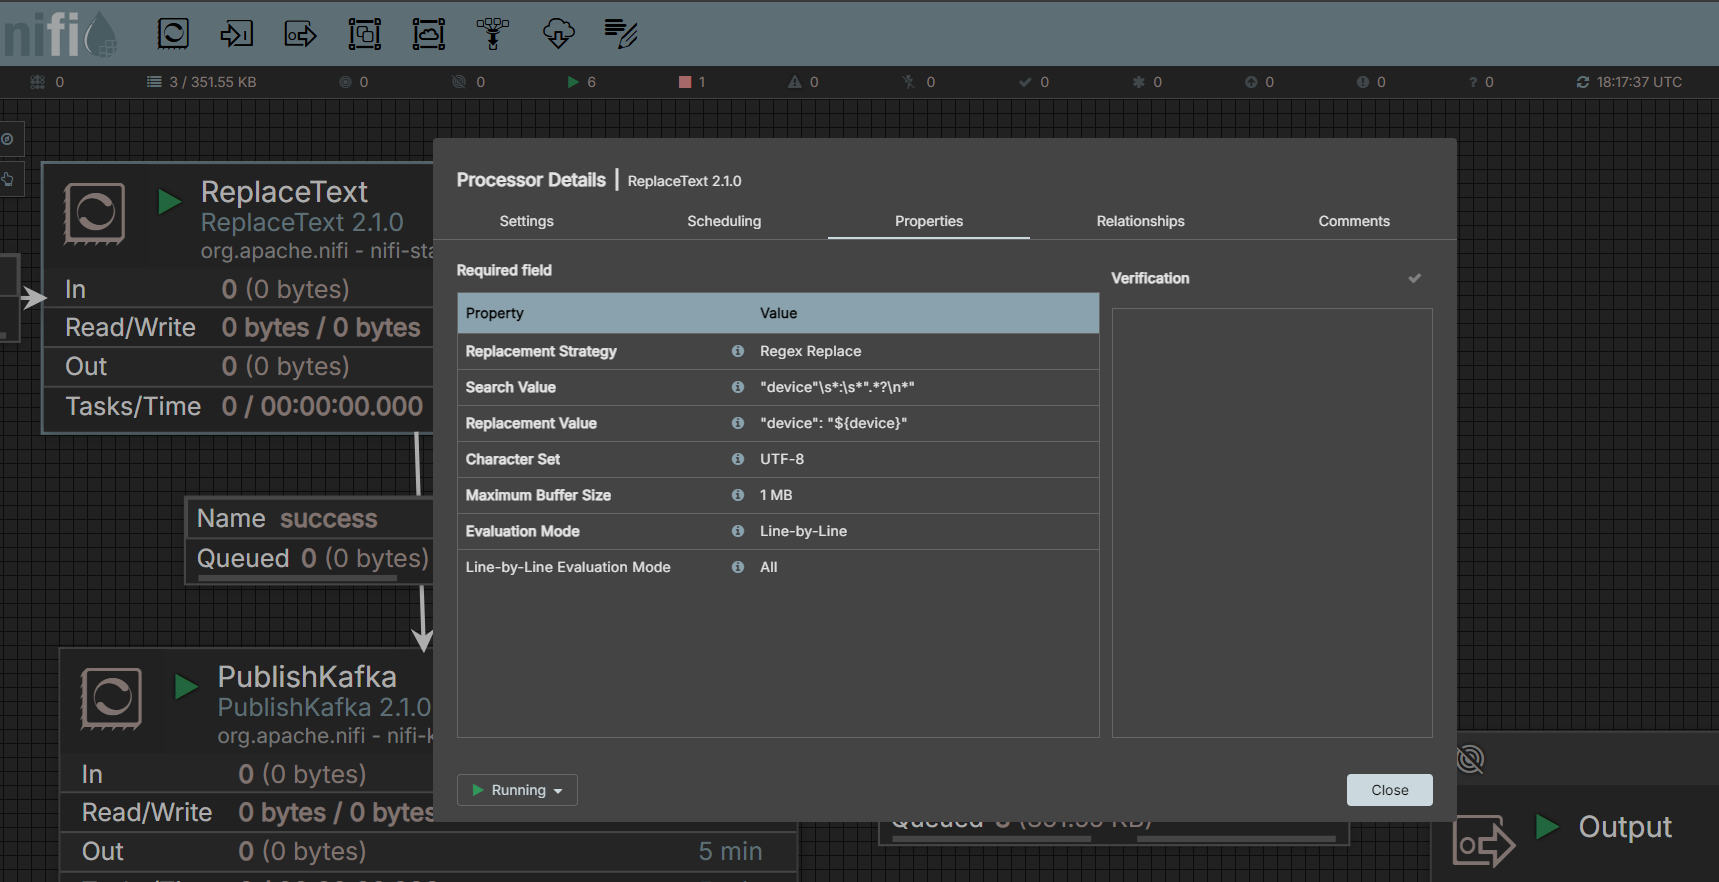 nifi
0
3 / 351.55 KB
0
0
6
1
0
0
0
0
0
0
0
18:17:37 UTC
ReplaceText
ReplaceText 2.1.0
org.apache.nifi - nifi-sta
In 0 (0 bytes)
Read/Write 0 bytes / 0 bytes
Out 0 (0 bytes)
Tasks/Time 0 / 00:00:00.000
Name success
Queued 0 (0 bytes)
PublishKafka
PublishKafka 2.1.0
org.apache.nifi - nifi-k
In 0 (0 bytes)
Read/Write 0 bytes / 0 bytes
Out 0 (0 bytes) 5 min
Processor Details | ReplaceText 2.1.0
Settings Scheduling Properties Relationships Comments
Required field
Property Value
Replacement Strategy Regex Replace
Search Value "device"\s*:\s*".*?\n*"
Replacement Value "device": "${device}"
Character Set UTF-8
Maximum Buffer Size 1 MB
Evaluation Mode Line-by-Line
Line-by-Line Evaluation Mode All
Verification
Running
Close
Output